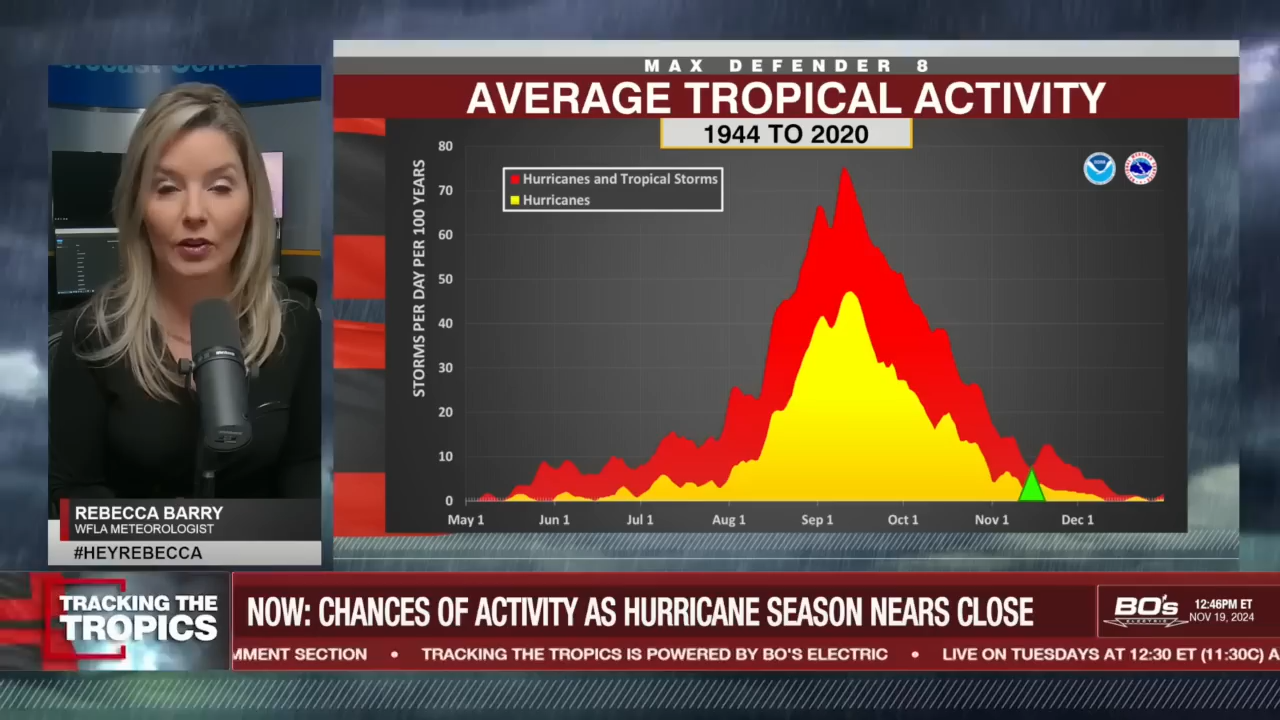 MAX DEFENDER 8
AVERAGE TROPICAL ACTIVITY
1944 TO 2020
STORMS PER DAY PER 100 YEARS
80
70
60
50
40
30
20
10
0
Hurricanes and Tropical Storms
Hurricanes
May 1
Jun 1
Jul 1
Aug 1
Sep 1
Oct 1
Nov 1
Dec 1
REBECCA BARRY
WFLA METEOROLOGIST
#HEYREBECCA
TRACKING THE
TROPICS
NOW: CHANCES OF ACTIVITY AS HURRICANE SEASON NEARS CLOSE
BO's
ELECTRIC
12:46PM ET
NOV 19, 2024
MMENT SECTION • TRACKING THE TROPICS IS POWERED BY BO'S ELECTRIC • LIVE ON TUESDAYS AT 12:30 ET (11:30C) A